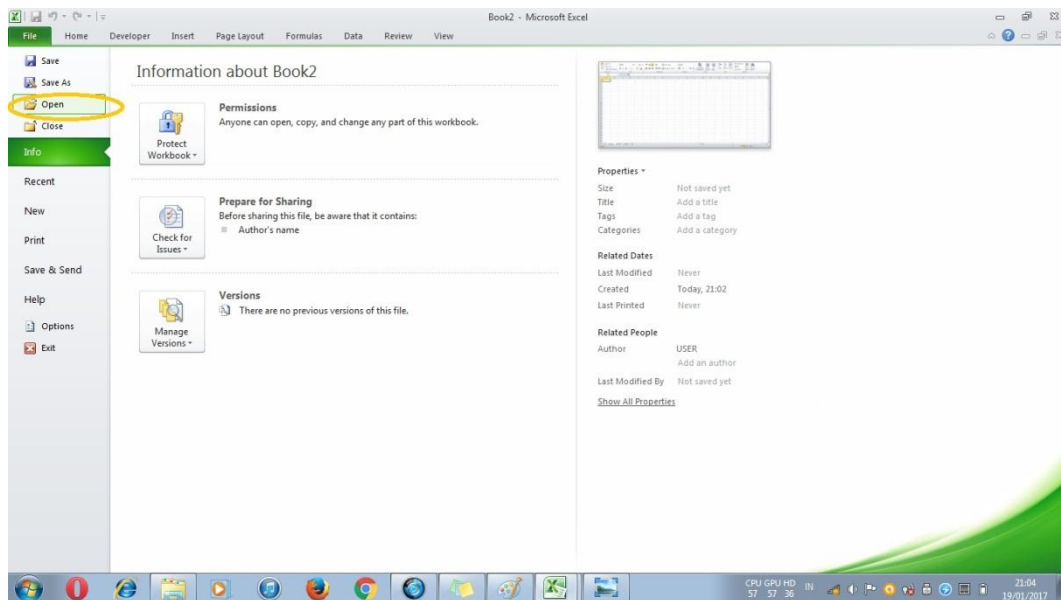 Book2 - Microsoft Excel
File Home Developer Insert Page Layout Formulas Data Review View
Save
Save As
Open
Close
Info
Recent
New
Print
Save & Send
Help
Options
Exit
Information about Book2
Protect
Workbook
Permissions
Anyone can open, copy, and change any part of this workbook.
Check for
Issues
Prepare for Sharing
Before sharing this file, be aware that it contains:
Author's name
Manage
Versions
Versions
There are no previous versions of this file.
Properties
Size Not saved yet
Title Add a title
Tags Add a tag
Categories Add a category
Related Dates
Last Modified Never
Created Today, 21:02
Last Printed Never
Related People
Author USER
Add an author
Last Modified By Not saved yet
Show All Properties
CPU GPU HD
57 57 36
IN
21:04
19/01/2017